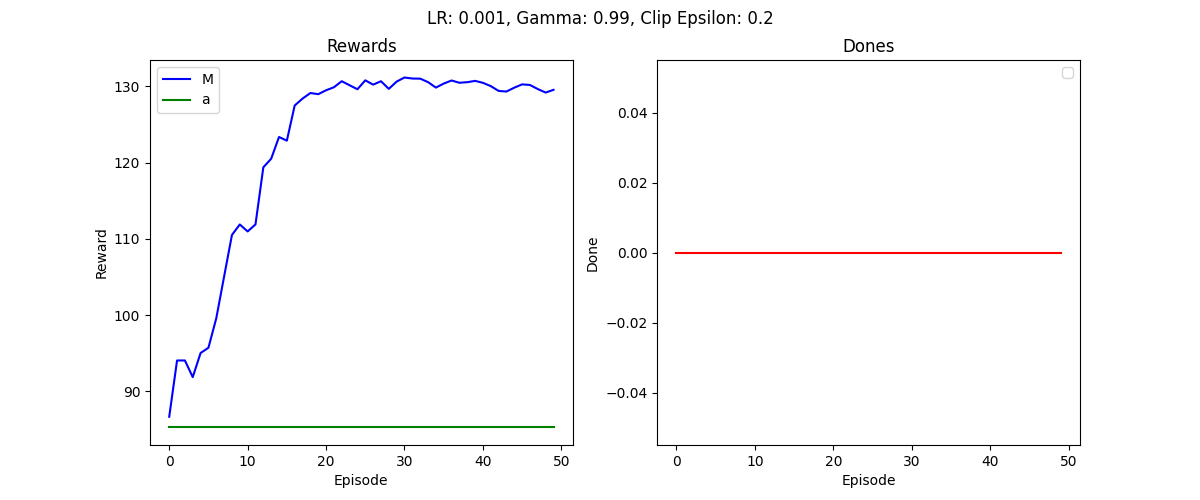 LR: 0.001, Gamma: 0.99, Clip Epsilon: 0.2
Rewards
M
a
130
120
110
100
90
Reward
0 10 20 30 40 50
Episode
Dones
0.04
0.02
0.00
−0.02
−0.04
Done
0 10 20 30 40 50
Episode